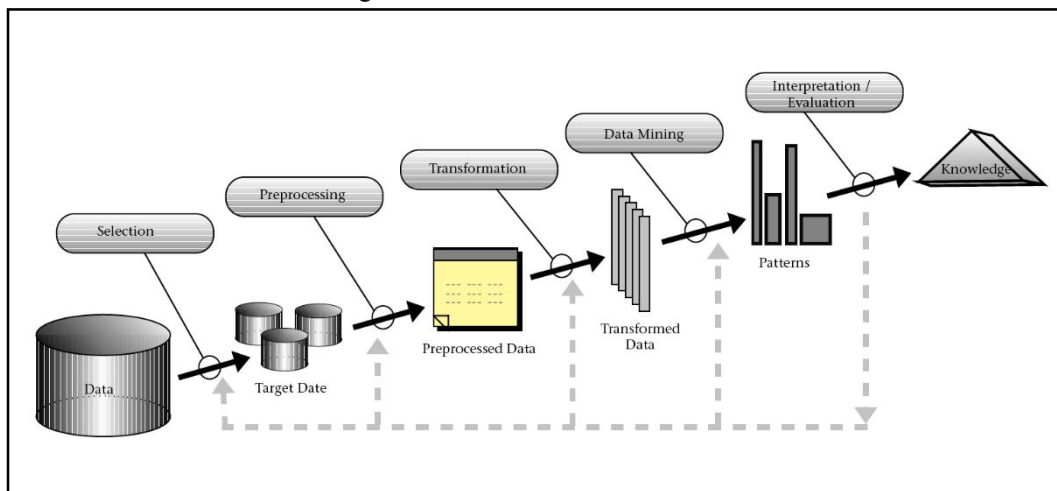 Interpretation /
Evaluation
Data Mining
Transformation
Preprocessing
Selection
Knowledge
Patterns
Transformed
Data
Preprocessed Data
Target Date
Data